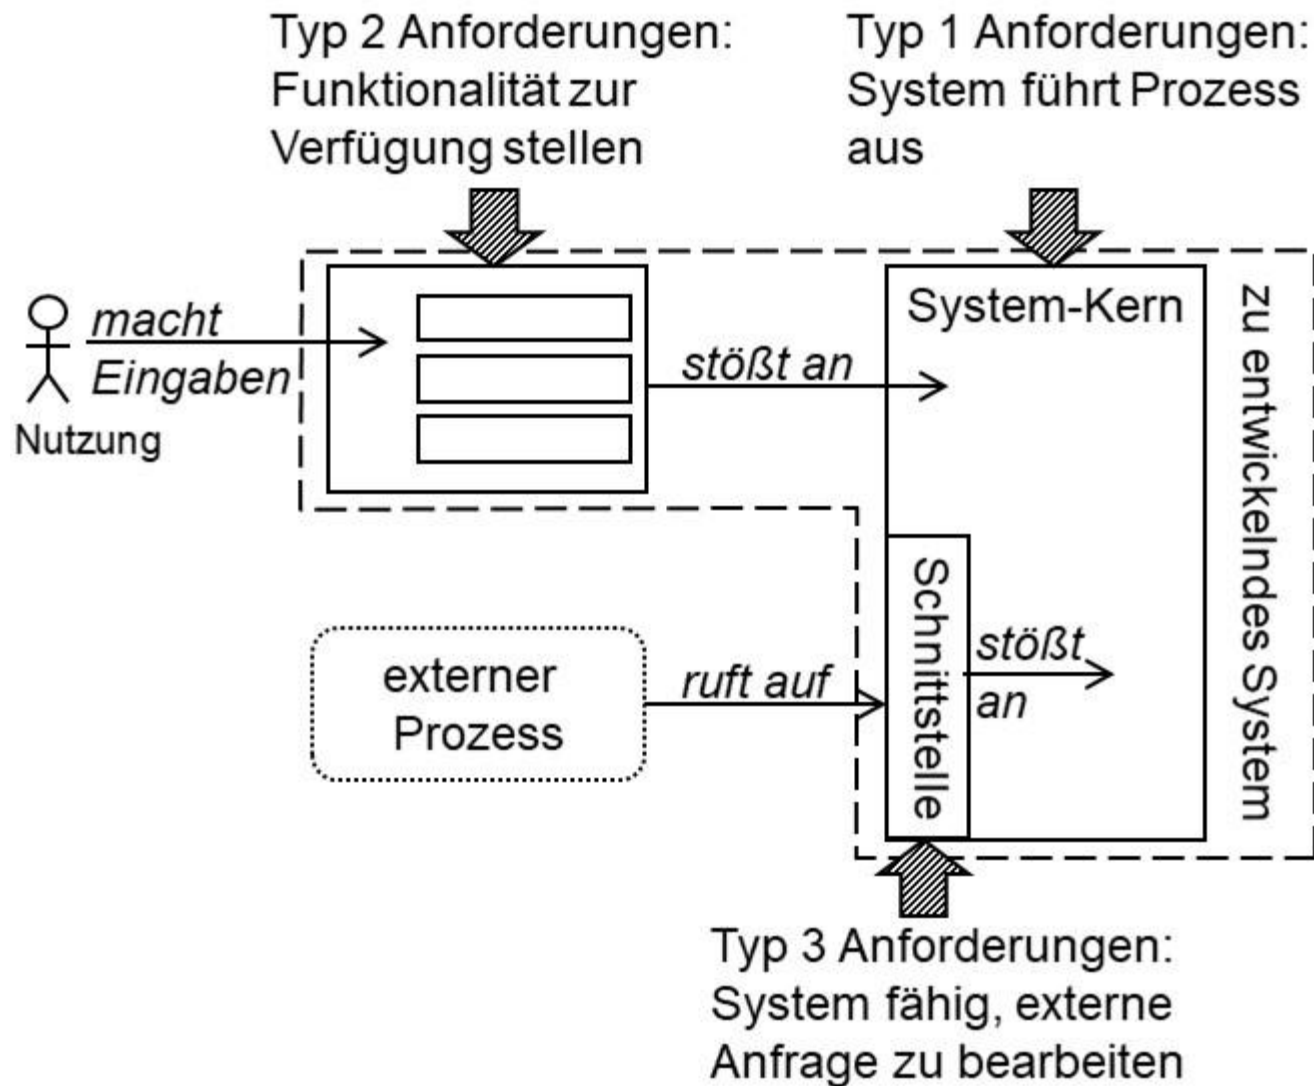 Typ 2 Anforderungen:
Funktionalität zur
Verfügung stellen
Typ 1 Anforderungen:
System führt Prozess
aus
macht
Eingaben
Nutzung
stößt an
System-Kern
zu entwickelndes System
externer
Prozess
ruft auf
Schnittstelle
stößt
an
Typ 3 Anforderungen:
System fähig, externe
Anfrage zu bearbeiten